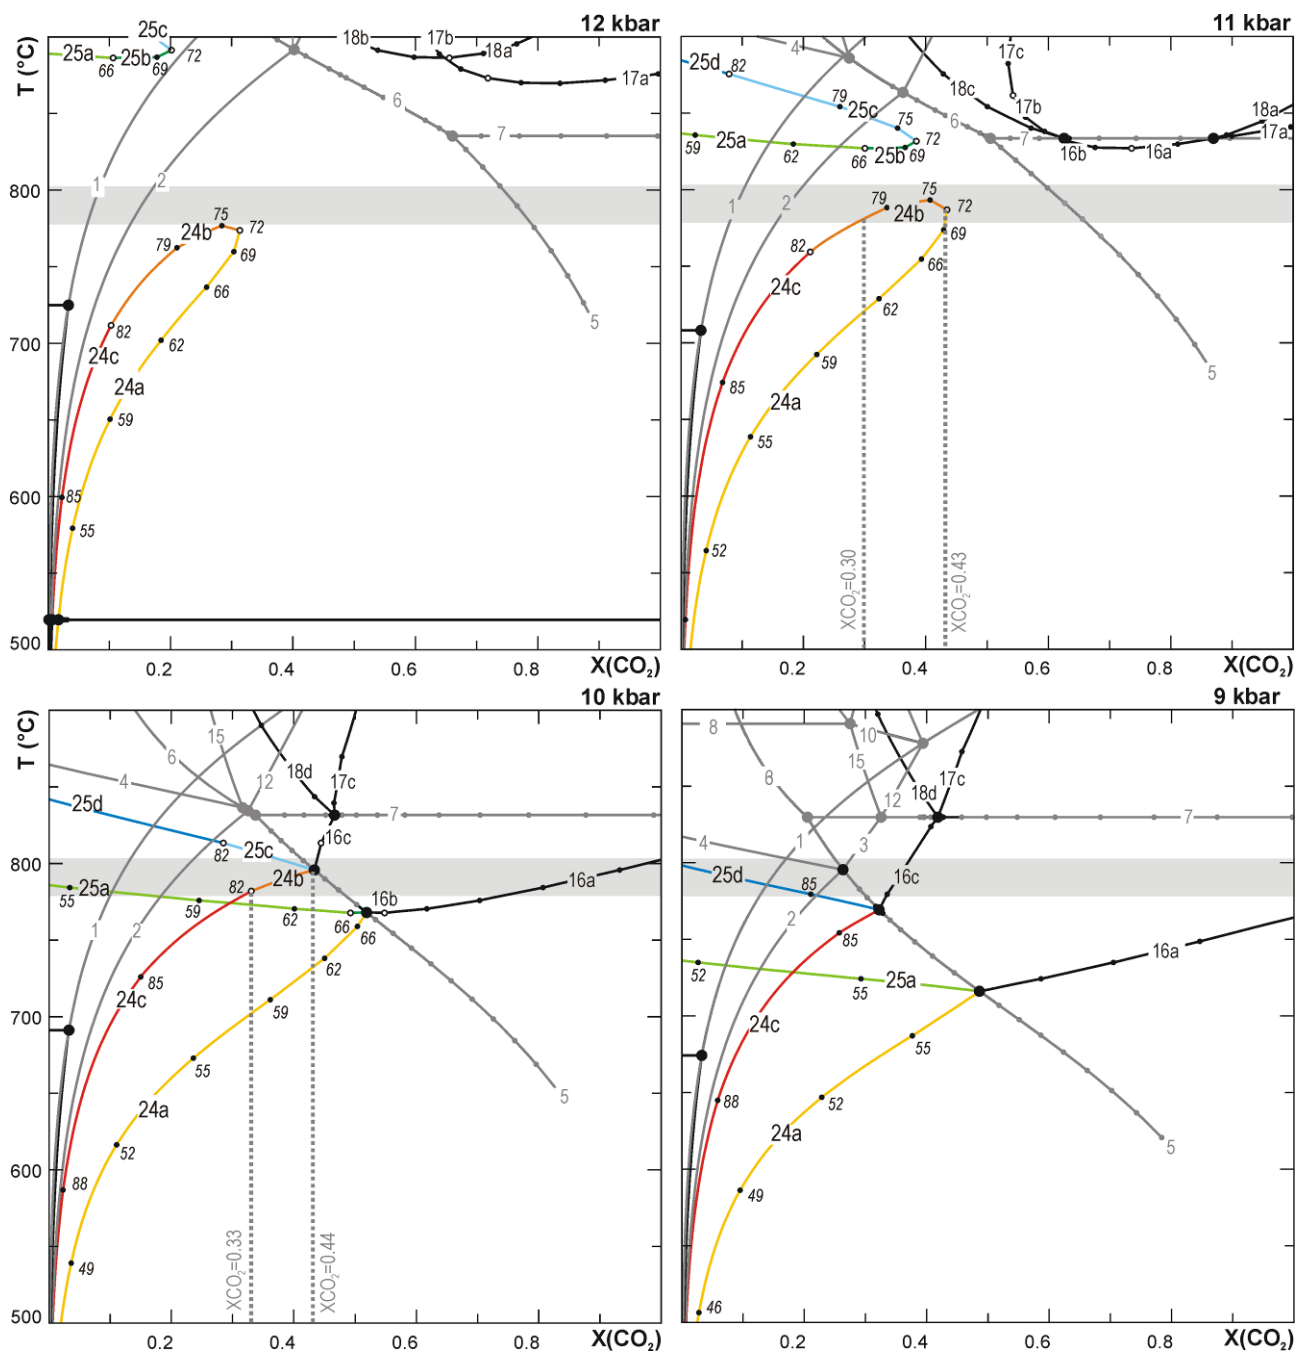 12 kbar
T (°C)
25c
25a
25b
72
66
69
18b
17b
18a
17a
6
7
800
1
2
75
79
24b
72
69
66
82
5
700
24c
62
24a
59
600
85
55
500
0.2
0.4
0.6
0.8
X(CO₂)
11 kbar
4
25d
82
17c
18c
79
25c
75
17b
18a
6
59
25a
72
7
17a
62
66
25b
69
16b
16a
1
2
79
24b
75
72
82
69
66
24c
62
59
5
85
24a
55
52
XCO₂=0.30
XCO₂=0.43
0.2
0.4
0.6
0.8
X(CO₂)
10 kbar
T (°C)
15
6
4
12
18d
17c
25d
7
82
25c
16c
800
25a
55
82
24b
59
62
66
16b
16a
1
2
66
62
85
24c
59
700
55
5
24a
52
600
88
49
XCO₂=0.33
XCO₂=0.44
500
0.2
0.4
0.6
0.8
X(CO₂)
9 kbar
8
10
15
6
17c
18d
12
1
7
4
3
25d
85
16c
2
85
52
25a
55
16a
24c
55
88
52
24a
5
49
46
0.2
0.4
0.6
0.8
X(CO₂)